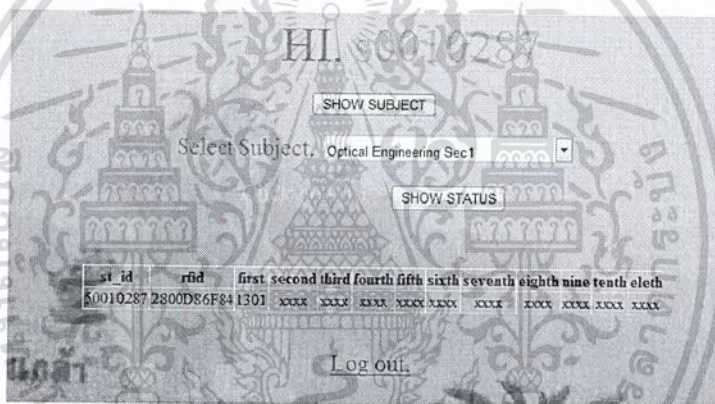 HI. s0010287
SHOW SUBJECT
Select Subject. Optical Engineering Sec1
SHOW STATUS
st_id rfid first second third fourth fifth sixth seventh eighth nine tenth eleth
50010287 2800D86F84 1301 xxxx xxxx xxxx xxxx xxxx xxxx xxxx xxxx xxxx xxxx
Log out.